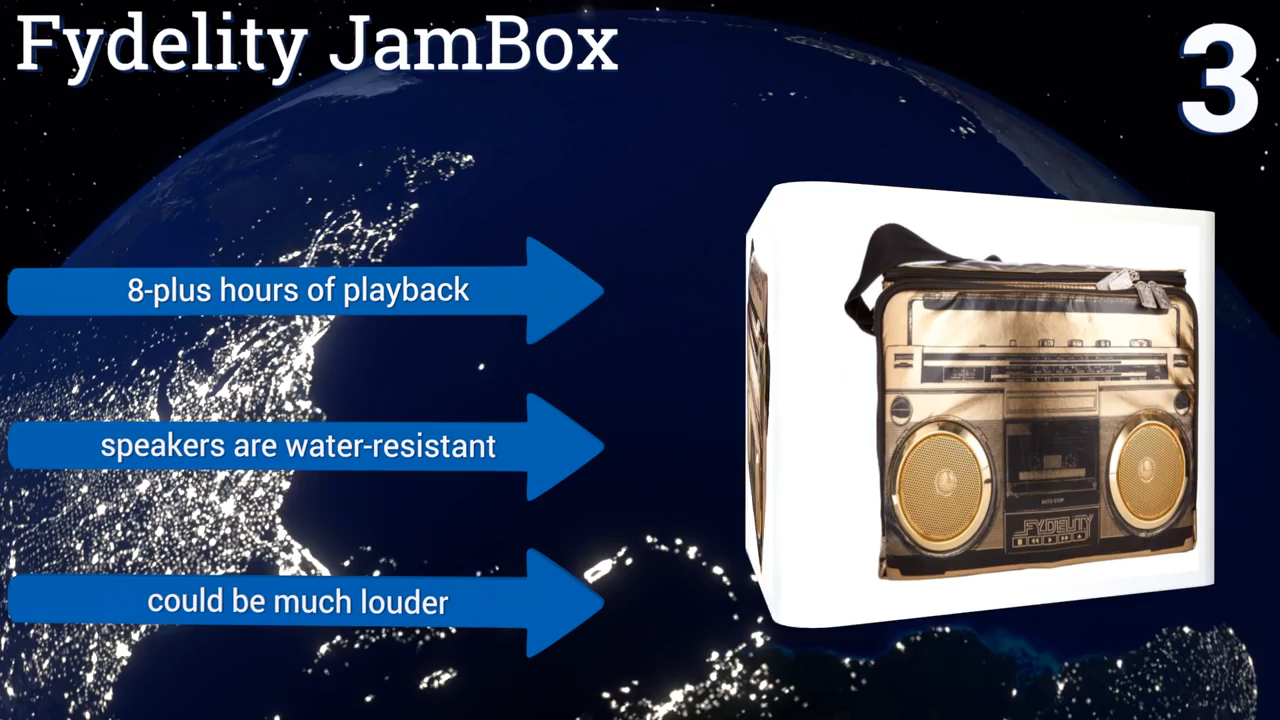 Fydelity JamBox
3
8-plus hours of playback
speakers are water-resistant
could be much louder
AUTO STOP
FYDELITY